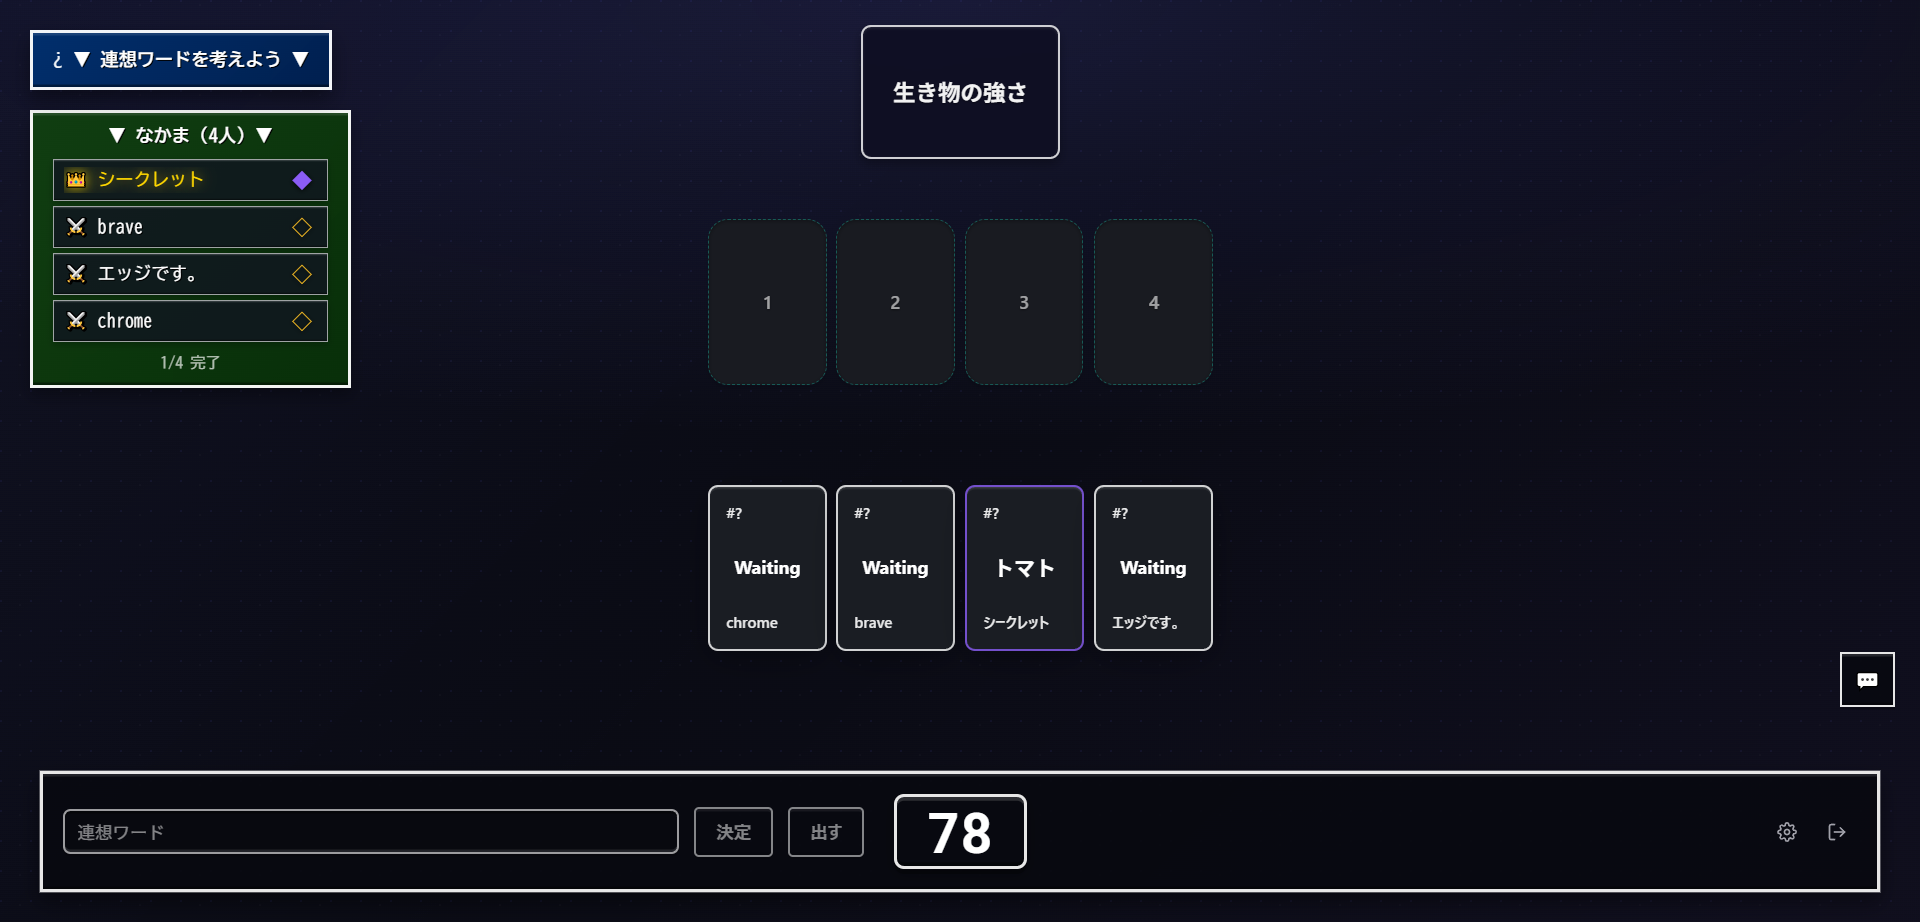 ¿ ▼ 連想ワードを考えよう ▼
▼ なかま（4人）▼
シークレット
brave
エッジです。
chrome
1/4 完了
生き物の強さ
1
2
3
4
#?
Waiting
chrome
#?
Waiting
brave
#?
トマト
シークレット
#?
Waiting
エッジです。
連想ワード
決定
出す
78